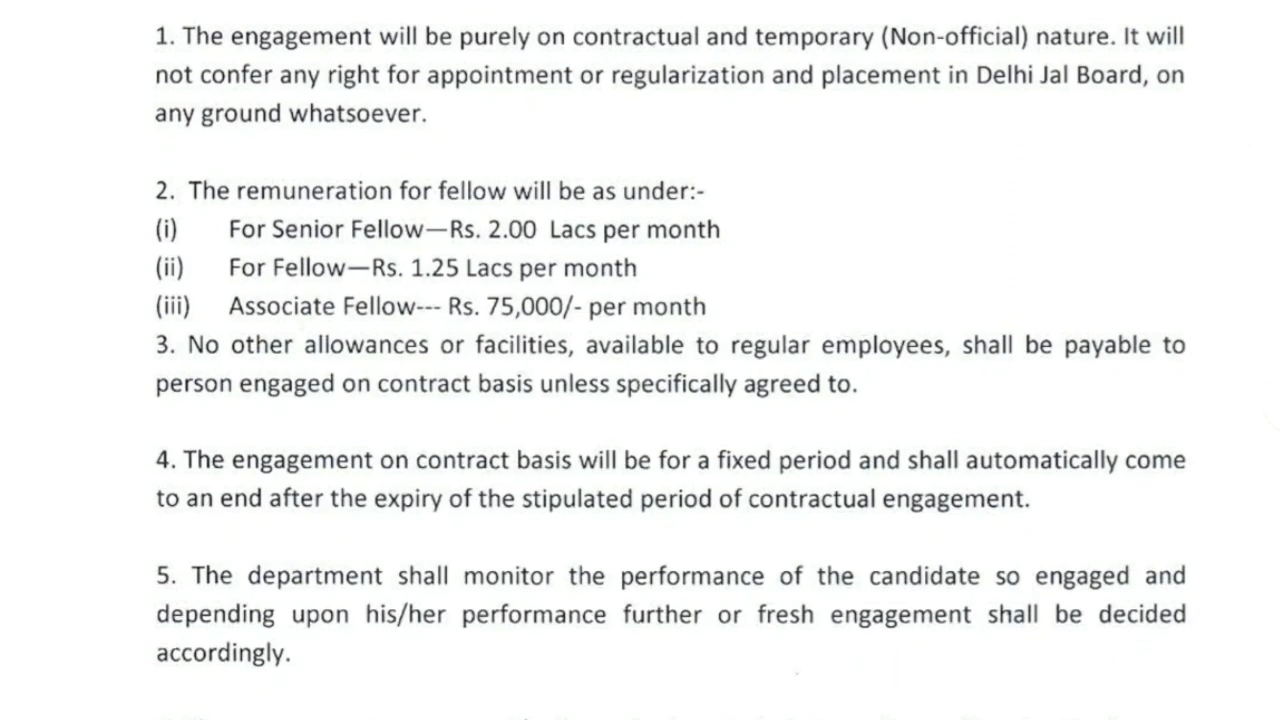 1. The engagement will be purely on contractual and temporary (Non-official) nature. It will
not confer any right for appointment or regularization and placement in Delhi Jal Board, on
any ground whatsoever.
2. The remuneration for fellow will be as under:-
(i) For Senior Fellow—Rs. 2.00 Lacs per month
(ii) For Fellow—Rs. 1.25 Lacs per month
(iii) Associate Fellow--- Rs. 75,000/- per month
3. No other allowances or facilities, available to regular employees, shall be payable to
person engaged on contract basis unless specifically agreed to.
4. The engagement on contract basis will be for a fixed period and shall automatically come
to an end after the expiry of the stipulated period of contractual engagement.
5. The department shall monitor the performance of the candidate so engaged and
depending upon his/her performance further or fresh engagement shall be decided
accordingly.